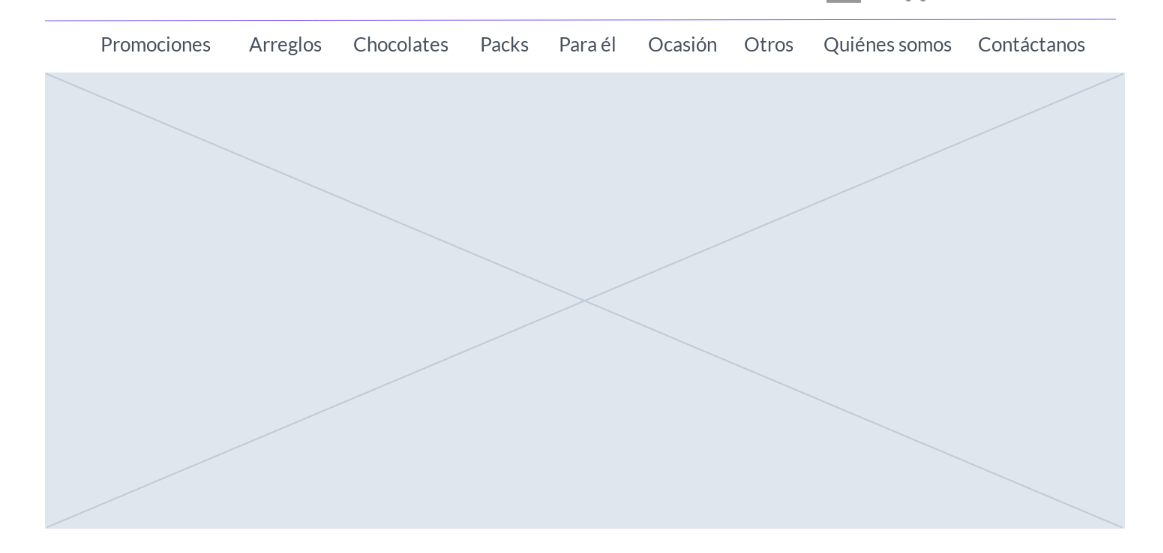 Promociones Arreglos Chocolates Packs Para él Ocasión Otros Quiénes somos Contáctanos